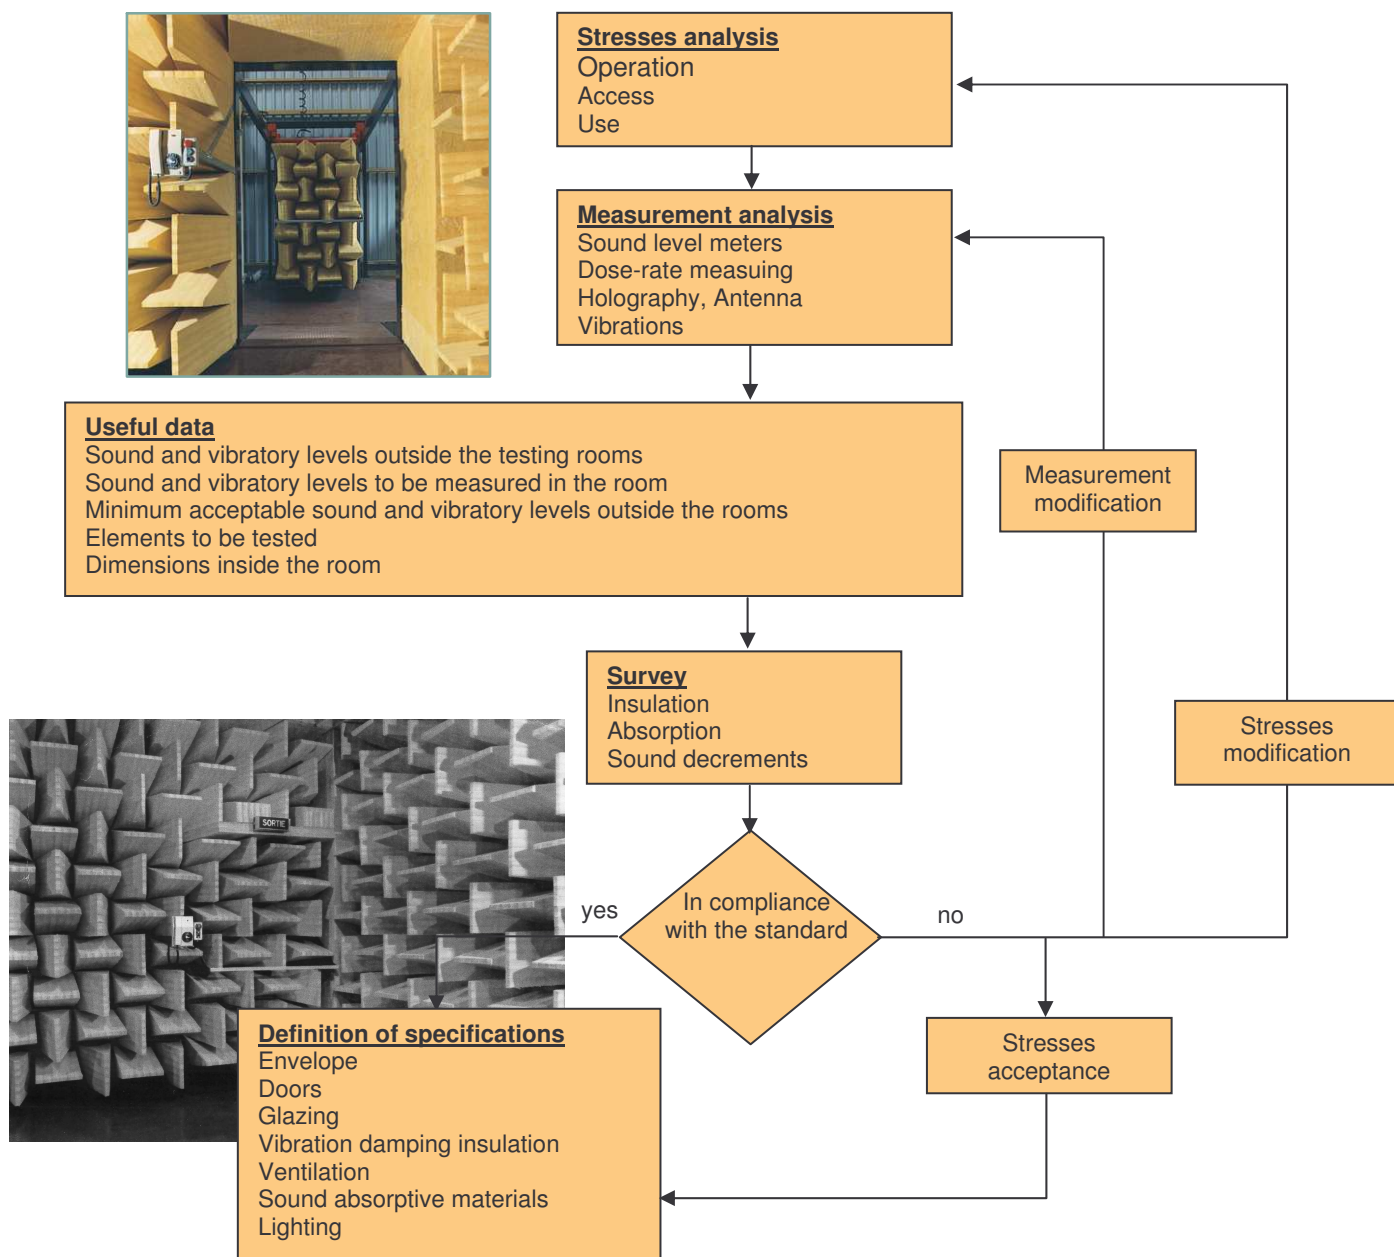 Stresses analysis
Operation
Access
Use
Measurement analysis
Sound level meters
Dose-rate measuing
Holography, Antenna
Vibrations
Useful data
Sound and vibratory levels outside the testing rooms
Sound and vibratory levels to be measured in the room
Minimum acceptable sound and vibratory levels outside the rooms
Elements to be tested
Dimensions inside the room
Measurement
modification
Survey
Insulation
Absorption
Sound decrements
Stresses
modification
SORTIE
yes
In compliance
with the standard
no
Definition of specifications
Envelope
Doors
Glazing
Vibration damping insulation
Ventilation
Sound absorptive materials
Lighting
Stresses
acceptance